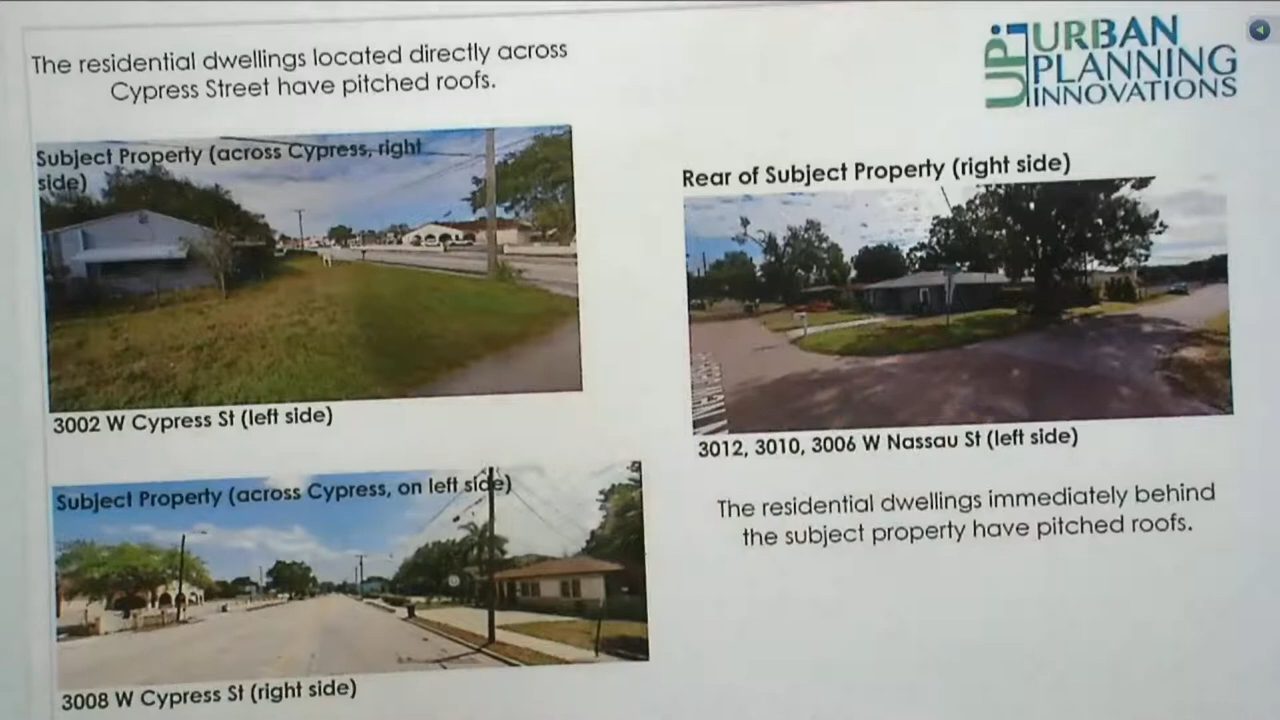 The residential dwellings located directly across
Cypress Street have pitched roofs.
UPi URBAN
PLANNING
INNOVATIONS
Subject Property (across Cypress, right
side)
3002 W Cypress St (left side)
Rear of Subject Property (right side)
3012, 3010, 3006 W Nassau St (left side)
The residential dwellings immediately behind
the subject property have pitched roofs.
Subject Property (across Cypress, on left side)
3008 W Cypress St (right side)